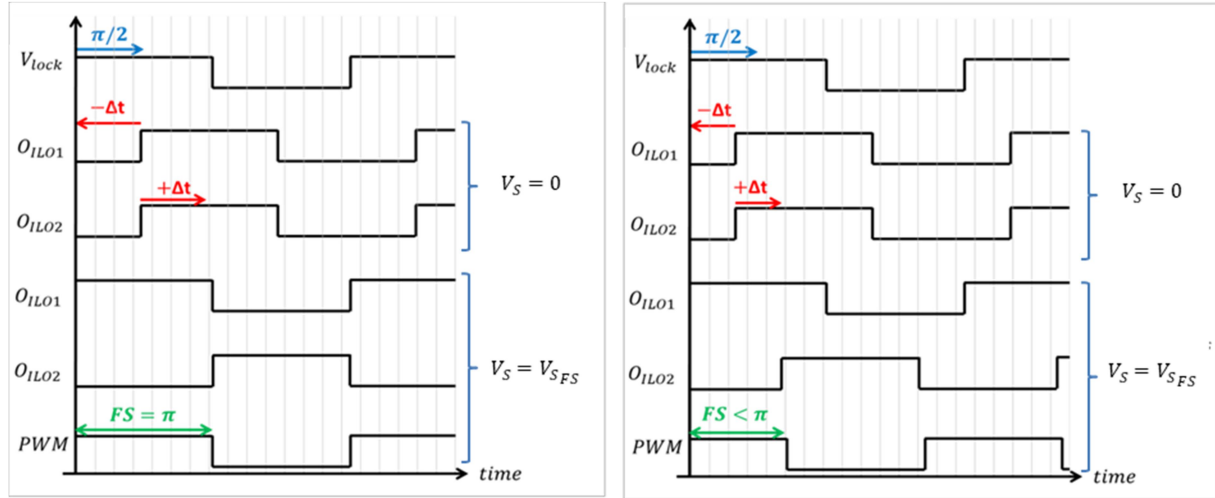 π/2
V_lock
−Δt
O_ILO1
+Δt
V_S = 0
O_ILO2
O_ILO1
O_ILO2
V_S = V_S_FS
FS = π
PWM
time
π/2
V_lock
−Δt
O_ILO1
+Δt
V_S = 0
O_ILO2
O_ILO1
:
O_ILO2
V_S = V_S_FS
FS < π
PWM
time